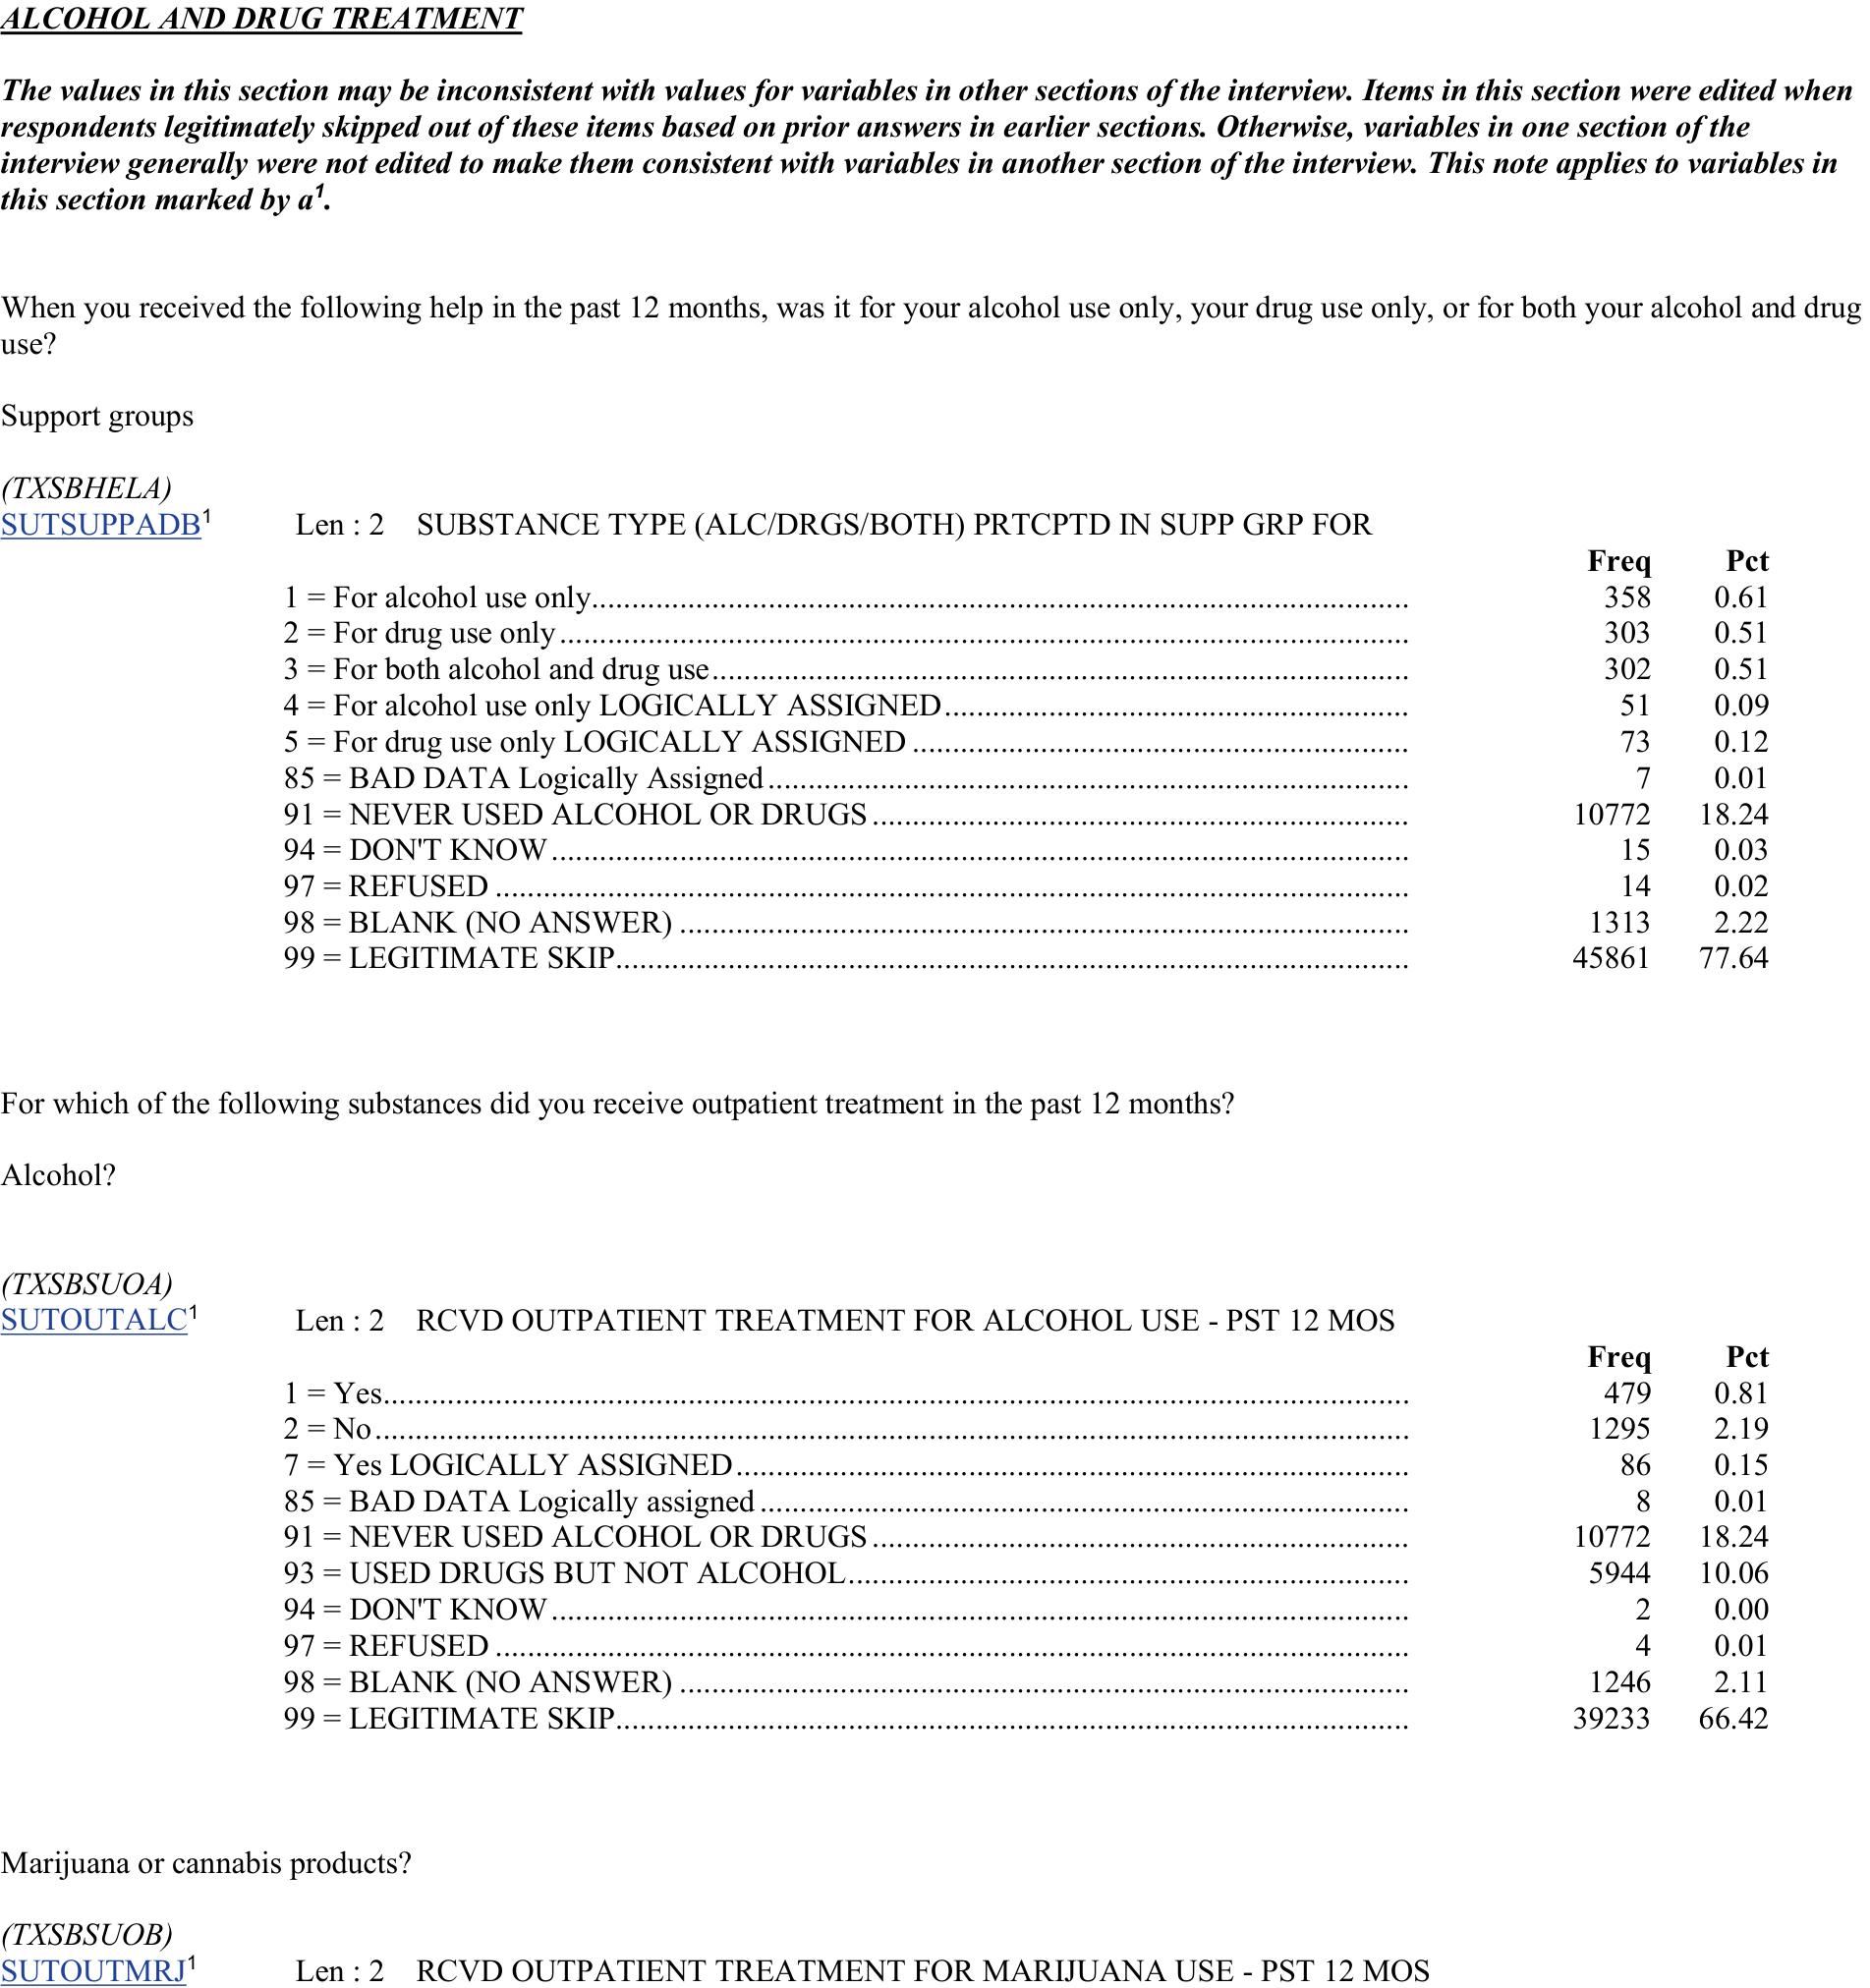 ALCOHOL AND DRUG TREATMENT
The values in this section may be inconsistent with values for variables in other sections of the interview. Items in this section were edited when
respondents legitimately skipped out of these items based on prior answers in earlier sections. Otherwise, variables in one section of the
interview generally were not edited to make them consistent with variables in another section of the interview. This note applies to variables in
this section marked by a¹.
When you received the following help in the past 12 months, was it for your alcohol use only, your drug use only, or for both your alcohol and drug
use?
Support groups
(TXSBHELA)
SUTSUPPADB¹ Len : 2 SUBSTANCE TYPE (ALC/DRGS/BOTH) PRTCPTD IN SUPP GRP FOR
Freq Pct
1 = For alcohol use only.................... 358 0.61
2 = For drug use only.................... 303 0.51
3 = For both alcohol and drug use.................... 302 0.51
4 = For alcohol use only LOGICALLY ASSIGNED.................... 51 0.09
5 = For drug use only LOGICALLY ASSIGNED .................... 73 0.12
85 = BAD DATA Logically Assigned.................... 7 0.01
91 = NEVER USED ALCOHOL OR DRUGS .................... 10772 18.24
94 = DON'T KNOW.................... 15 0.03
97 = REFUSED .................... 14 0.02
98 = BLANK (NO ANSWER) .................... 1313 2.22
99 = LEGITIMATE SKIP.................... 45861 77.64
For which of the following substances did you receive outpatient treatment in the past 12 months?
Alcohol?
(TXSBSUOA)
SUTOUTALC¹ Len : 2 RCVD OUTPATIENT TREATMENT FOR ALCOHOL USE - PST 12 MOS
Freq Pct
1 = Yes.................... 479 0.81
2 = No.................... 1295 2.19
7 = Yes LOGICALLY ASSIGNED.................... 86 0.15
85 = BAD DATA Logically assigned .................... 8 0.01
91 = NEVER USED ALCOHOL OR DRUGS .................... 10772 18.24
93 = USED DRUGS BUT NOT ALCOHOL.................... 5944 10.06
94 = DON'T KNOW.................... 2 0.00
97 = REFUSED .................... 4 0.01
98 = BLANK (NO ANSWER) .................... 1246 2.11
99 = LEGITIMATE SKIP.................... 39233 66.42
Marijuana or cannabis products?
(TXSBSUOB)
SUTOUTMRJ¹ Len : 2 RCVD OUTPATIENT TREATMENT FOR MARIJUANA USE - PST 12 MOS